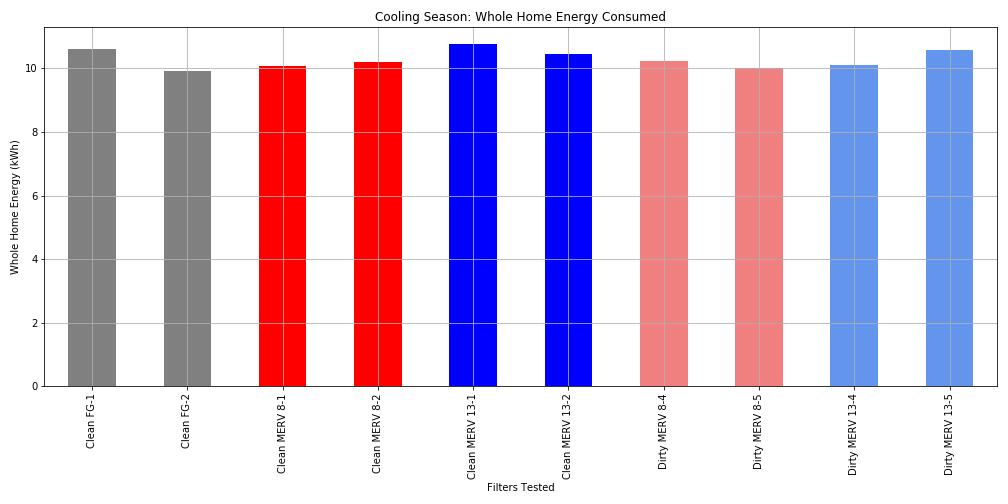 Cooling Season: Whole Home Energy Consumed
Whole Home Energy (kWh)
10
8
6
4
2
0
Clean FG-1
Clean FG-2
Clean MERV 8-1
Clean MERV 8-2
Clean MERV 13-1
Clean MERV 13-2
Dirty MERV 8-4
Dirty MERV 8-5
Dirty MERV 13-4
Dirty MERV 13-5
Filters Tested